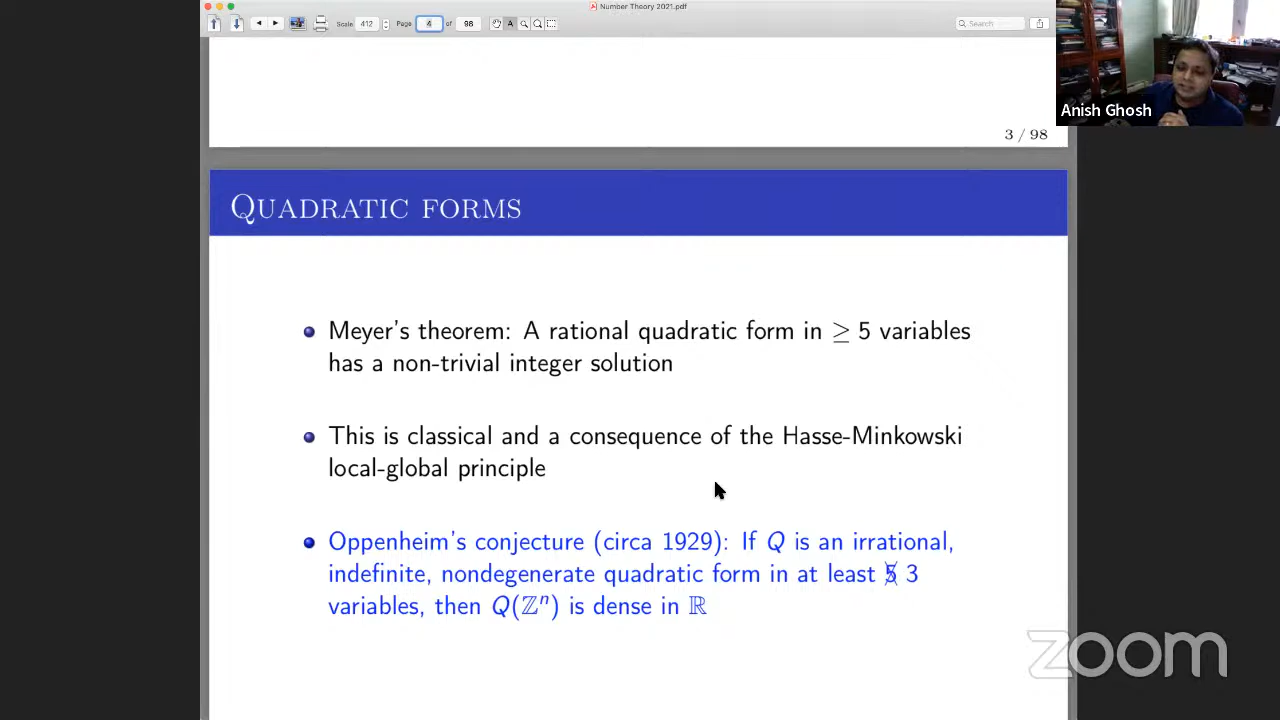 Number Theory 2021.pdf
Scale 412 Page 4 of 98 Search
Anish Ghosh
3 / 98
QUADRATIC FORMS
Meyer's theorem: A rational quadratic form in ≥ 5 variables
has a non-trivial integer solution
This is classical and a consequence of the Hasse-Minkowski
local-global principle
Oppenheim's conjecture (circa 1929): If Q is an irrational,
indefinite, nondegenerate quadratic form in at least 5 3
variables, then Q(ℤⁿ) is dense in ℝ
zoom